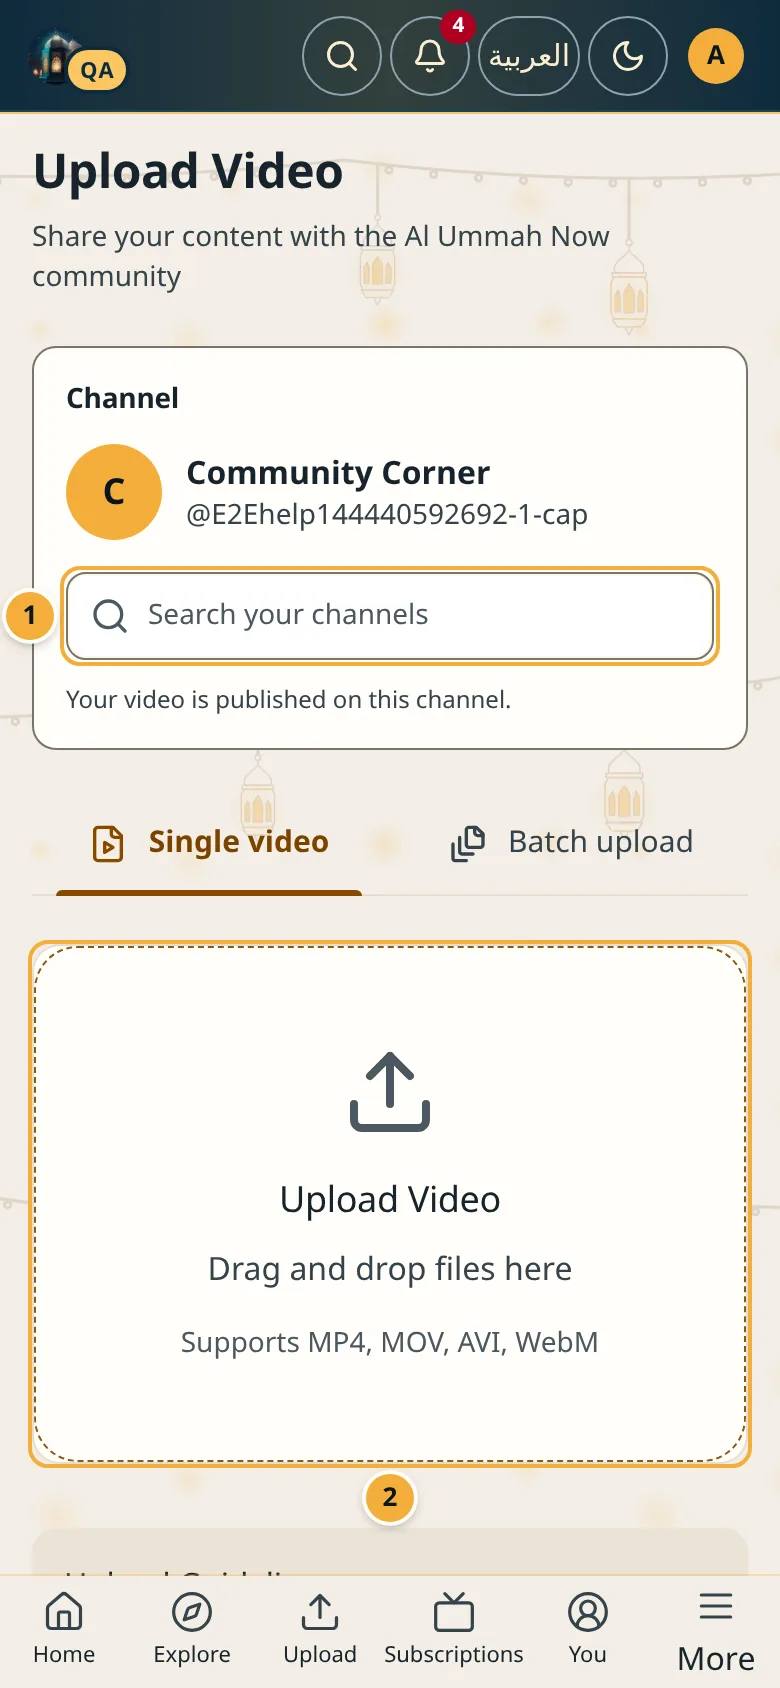 QA
4
العربية
A
Upload Video
Share your content with the Al Ummah Now
community
Channel
C
Community Corner
@E2Ehelp144440592692-1-cap
1
Search your channels
Your video is published on this channel.
Single video
Batch upload
Upload Video
Drag and drop files here
Supports MP4, MOV, AVI, WebM
2
Home
Explore
Upload
Subscriptions
You
More